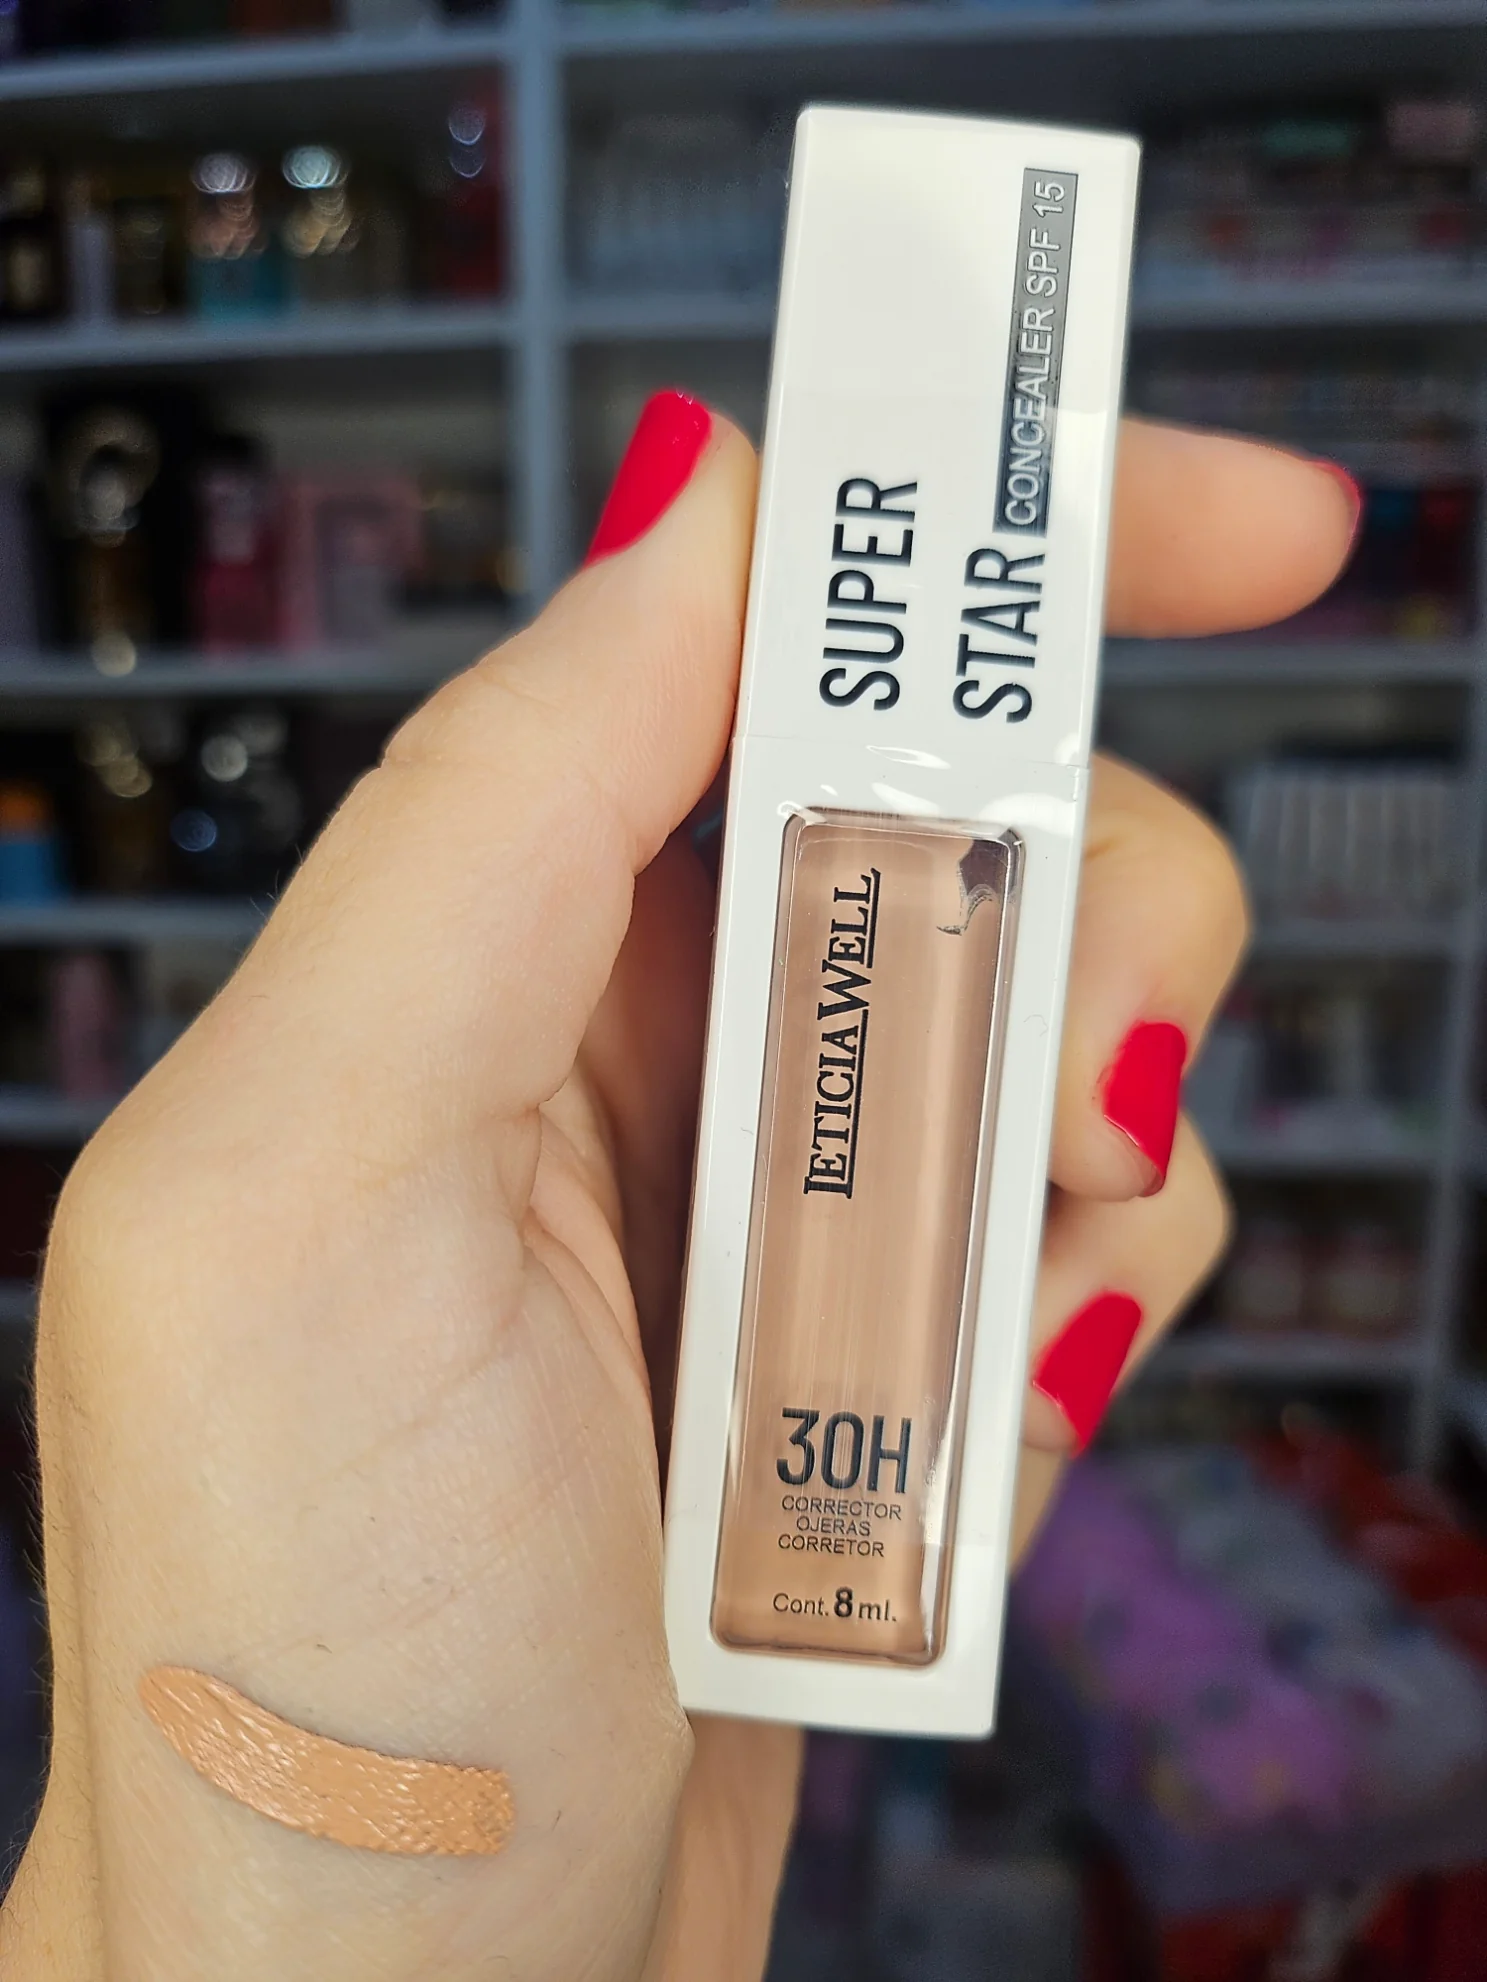 SUPER
STAR CONCEALER SPF 15
LETICIA WELL
30H
CORRECTOR
OJERAS
CORRETOR
Cont. 8 ml.